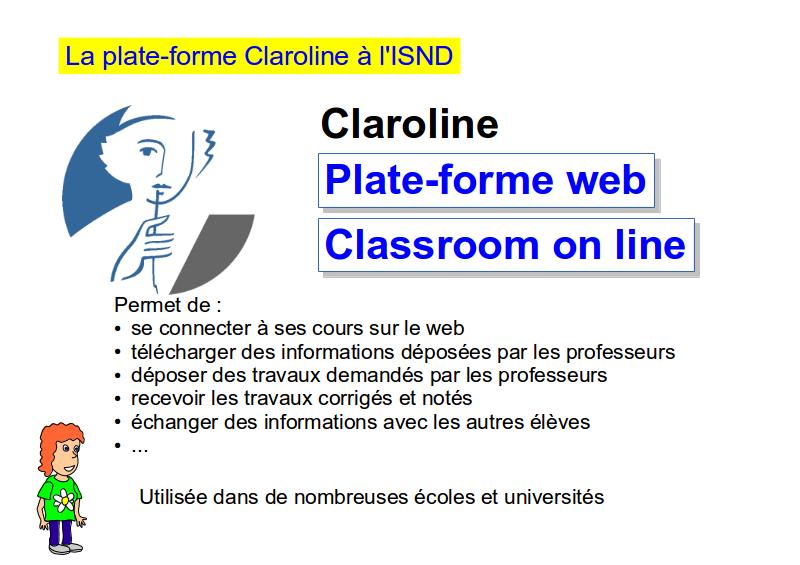 La plate-forme Claroline à l'ISND
Claroline
Plate-forme web
Classroom on line
Permet de :
• se connecter à ses cours sur le web
• télécharger des informations déposées par les professeurs
• déposer des travaux demandés par les professeurs
• recevoir les travaux corrigés et notés
• échanger des informations avec les autres élèves
• ...
Utilisée dans de nombreuses écoles et universités